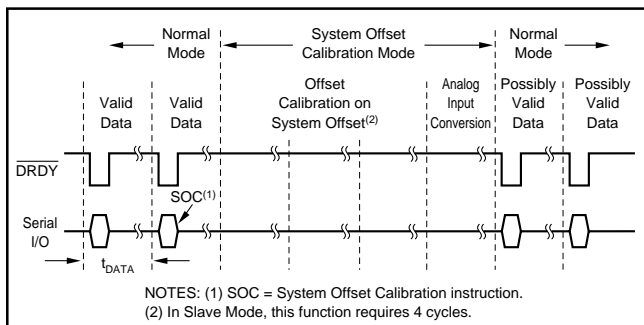 Normal
Mode
System Offset
Calibration Mode
Normal
Mode
Valid
Data
Valid
Data
Offset
Calibration on
System Offset(2)
Analog
Input
Conversion
Possibly
Valid
Data
Possibly
Valid
Data
DRDY
SOC(1)
Serial
I/O
tDATA
NOTES: (1) SOC = System Offset Calibration instruction.
(2) In Slave Mode, this function requires 4 cycles.